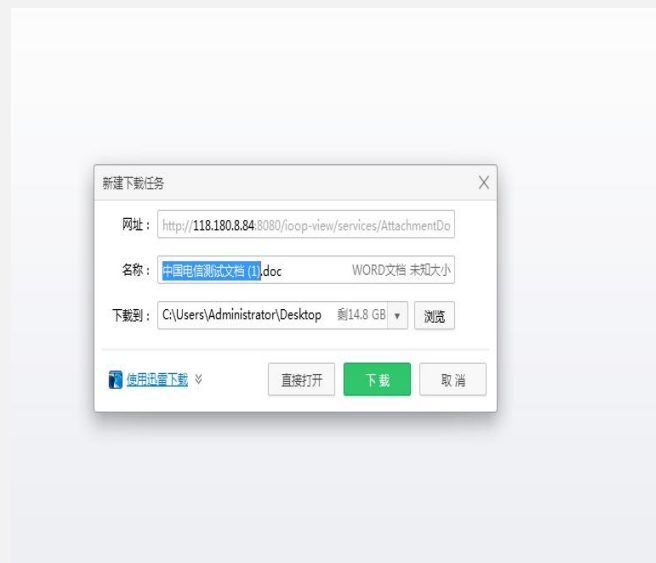 新建下载任务
网址： http://118.180.8.84:8080/ioop-view/services/AttachmentDo
名称： 中国电信测试文档 (1).doc WORD文档 未知大小
下载到： C:\Users\Administrator\Desktop 剩14.8 GB 浏览
使用迅雷下载 直接打开 下载 取消